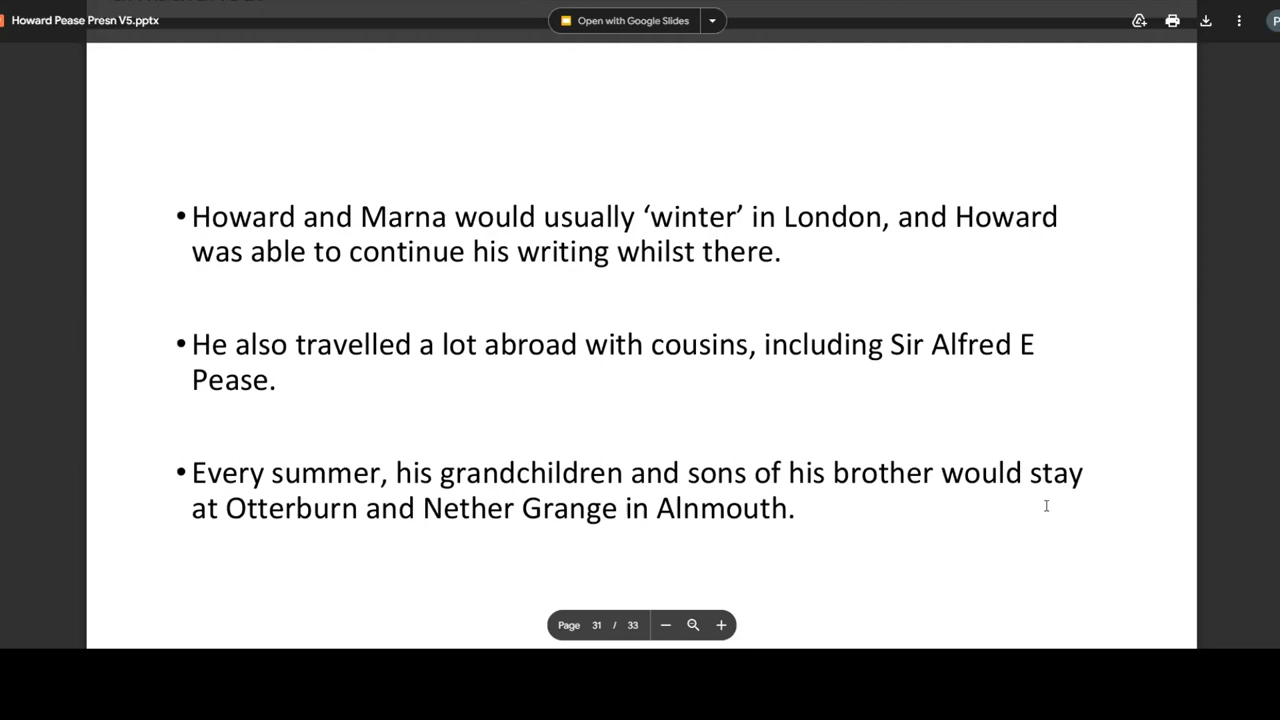 Howard Pease Presn V5.pptx
Open with Google Slides
• Howard and Marna would usually ‘winter’ in London, and Howard
was able to continue his writing whilst there.
• He also travelled a lot abroad with cousins, including Sir Alfred E
Pease.
• Every summer, his grandchildren and sons of his brother would stay
at Otterburn and Nether Grange in Alnmouth.
Page 31 / 33